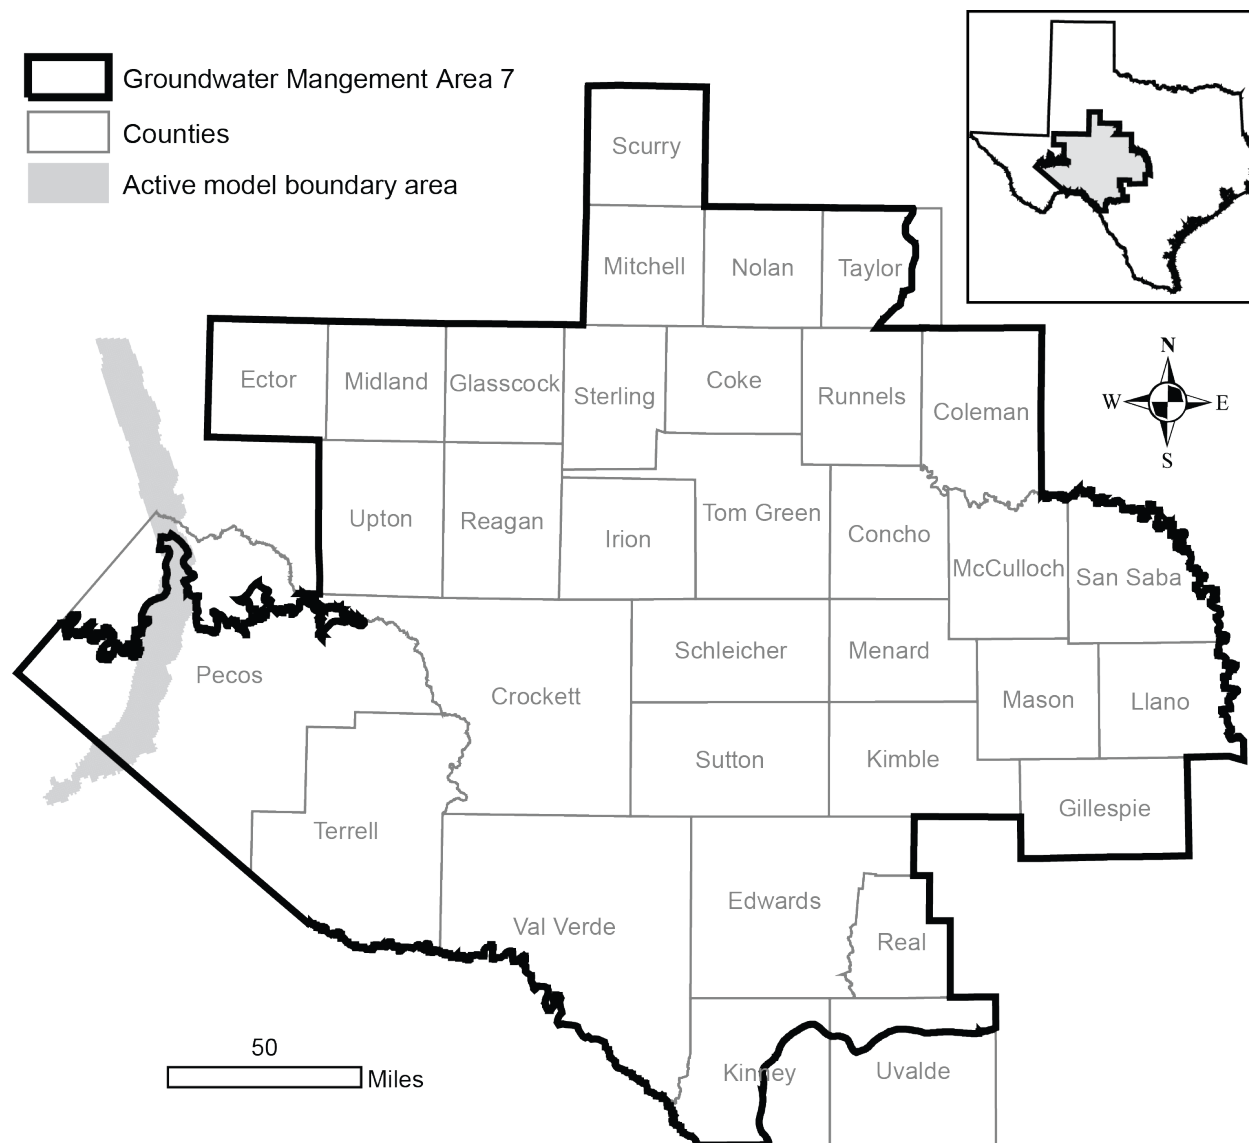 Groundwater Mangement Area 7
Counties
Active model boundary area
Scurry
Mitchell
Nolan
Taylor
Ector
Midland
Glasscock
Sterling
Coke
Runnels
Coleman
N
W
E
S
Upton
Reagan
Irion
Tom Green
Concho
McCulloch
San Saba
Pecos
Crockett
Schleicher
Menard
Mason
Llano
Sutton
Kimble
Gillespie
Terrell
Val Verde
Edwards
Real
Kinney
Uvalde
50
Miles